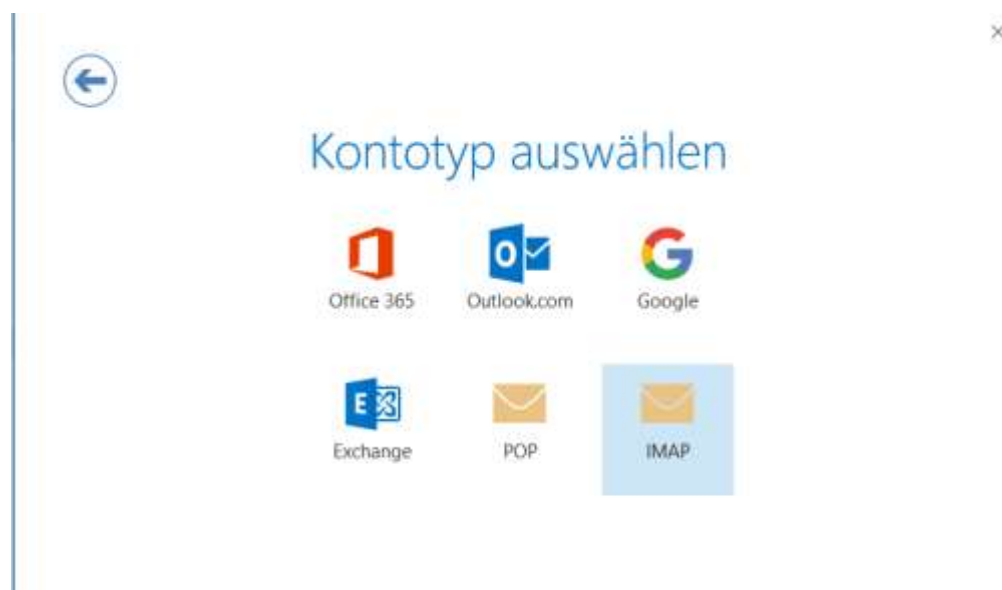 Kontotyp auswählen
Office 365
Outlook.com
Google
Exchange
POP
IMAP